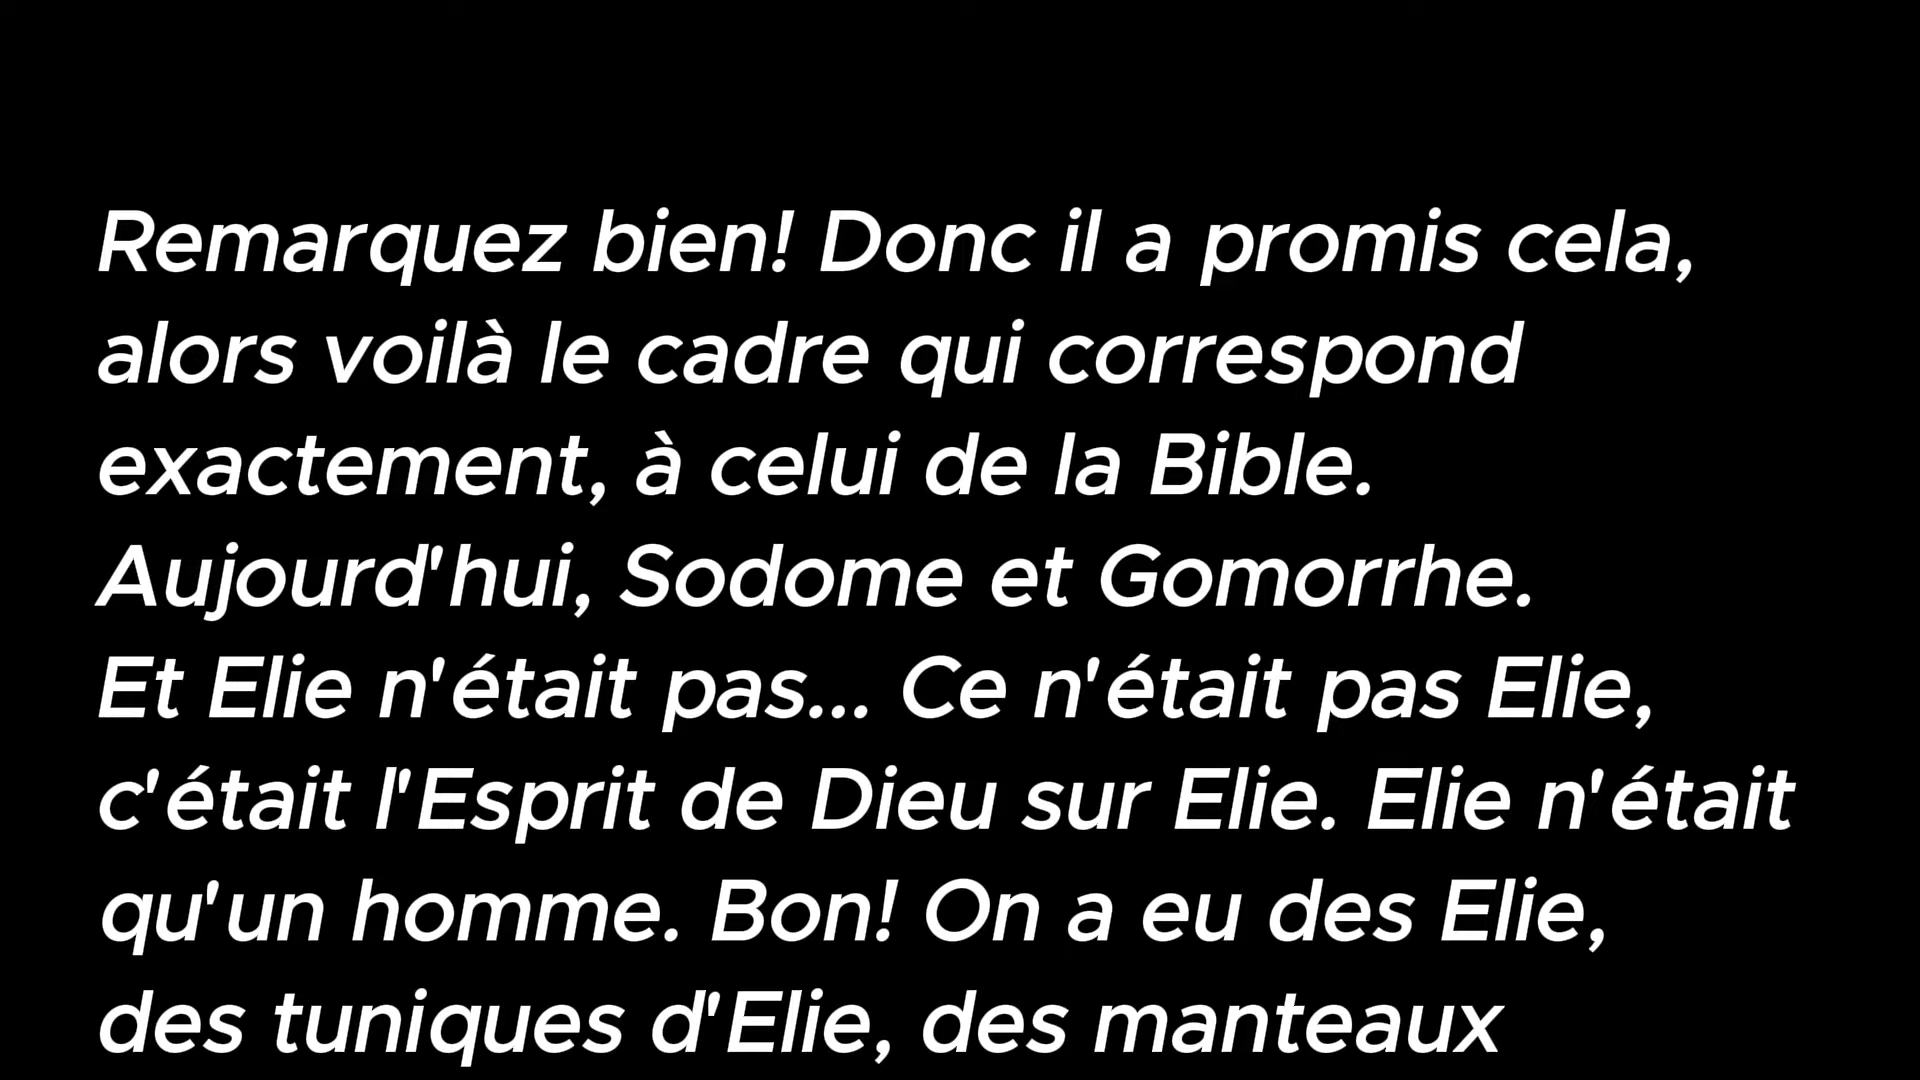 Remarquez bien! Donc il a promis cela,
alors voilà le cadre qui correspond
exactement, à celui de la Bible.
Aujourd'hui, Sodome et Gomorrhe.
Et Elie n'était pas... Ce n'était pas Elie,
c'était l'Esprit de Dieu sur Elie. Elie n'était
qu'un homme. Bon! On a eu des Elie,
des tuniques d'Elie, des manteaux